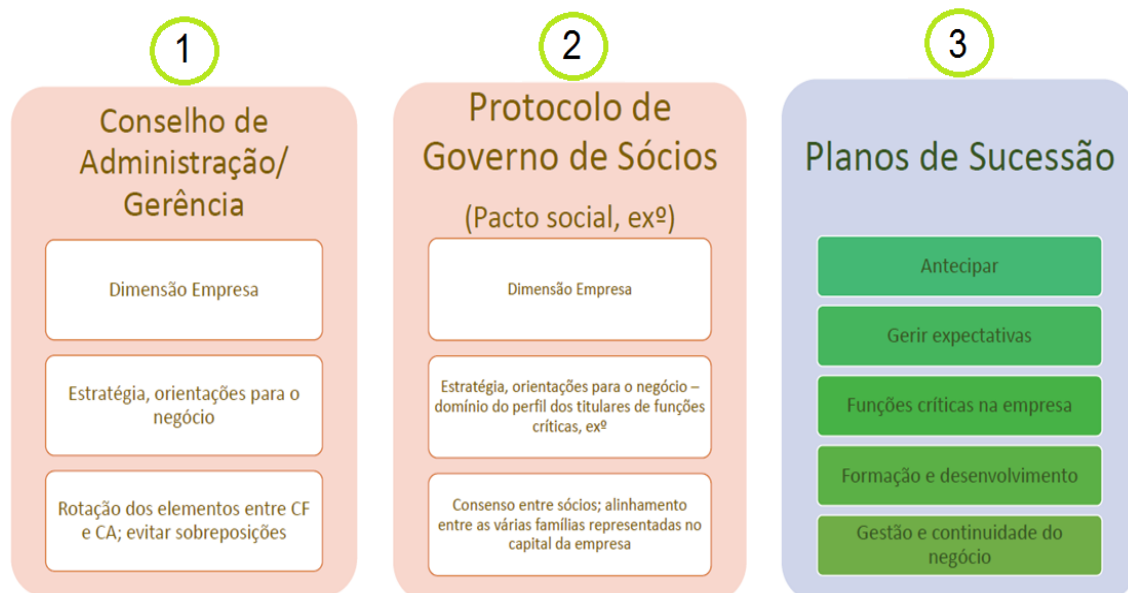 1
Conselho de
Administração/
Gerência
Dimensão Empresa
Estratégia, orientações para o
negócio
Rotação dos elementos entre CF
e CA; evitar sobreposições
2
Protocolo de
Governo de Sócios
(Pacto social, exº)
Dimensão Empresa
Estratégia, orientações para o negócio –
domínio do perfil dos titulares de funções
críticas, exº
Consenso entre sócios; alinhamento
entre as várias famílias representadas no
capital da empresa
3
Planos de Sucessão
Antecipar
Gerir expectativas
Funções críticas na empresa
Formação e desenvolvimento
Gestão e continuidade do
negócio